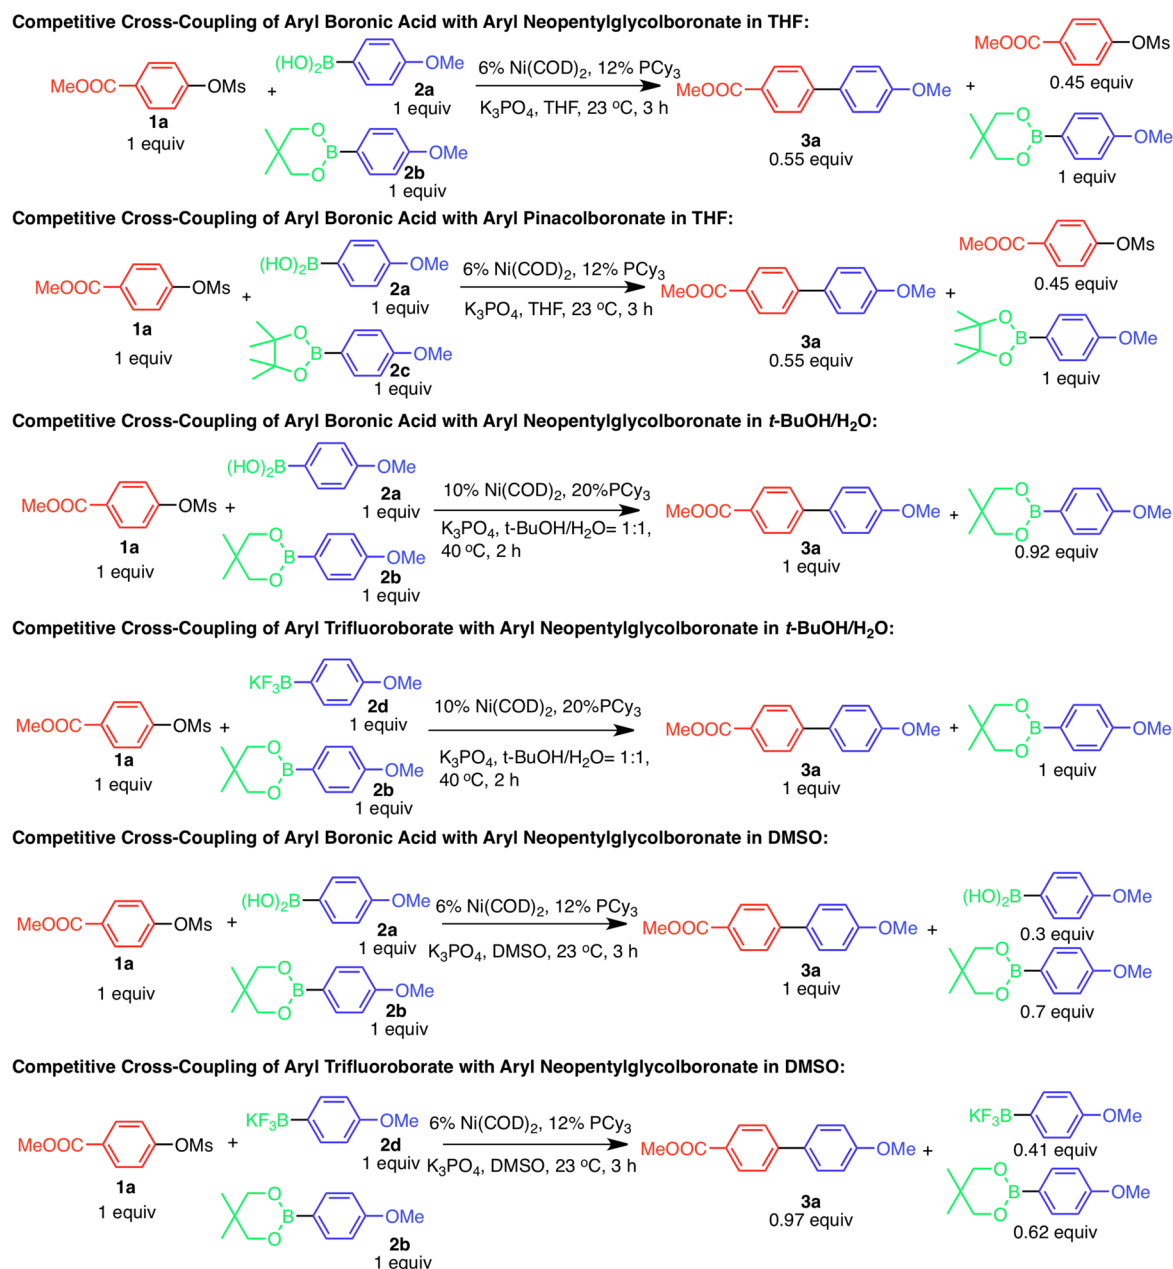 Competitive Cross-Coupling of Aryl Boronic Acid with Aryl Neopentylglycolboronate in THF:
MeOOC
OMs
1a
1 equiv
+
(HO)2B
OMe
2a
1 equiv
O
B
O
OMe
2b
1 equiv
6% Ni(COD)2, 12% PCy3
K3PO4, THF, 23 oC, 3 h
MeOOC
OMe
3a
0.55 equiv
+
MeOOC
OMs
0.45 equiv
O
B
O
OMe
1 equiv
Competitive Cross-Coupling of Aryl Boronic Acid with Aryl Pinacolboronate in THF:
MeOOC
OMs
1a
1 equiv
+
(HO)2B
OMe
2a
1 equiv
O
B
O
OMe
2c
1 equiv
6% Ni(COD)2, 12% PCy3
K3PO4, THF, 23 oC, 3 h
MeOOC
OMe
3a
0.55 equiv
+
MeOOC
OMs
0.45 equiv
O
B
O
OMe
1 equiv
Competitive Cross-Coupling of Aryl Boronic Acid with Aryl Neopentylglycolboronate in t-BuOH/H2O:
MeOOC
OMs
1a
1 equiv
+
(HO)2B
OMe
2a
1 equiv
O
B
O
OMe
2b
1 equiv
10% Ni(COD)2, 20%PCy3
K3PO4, t-BuOH/H2O= 1:1,
40 oC, 2 h
MeOOC
OMe
3a
1 equiv
+
O
B
O
OMe
0.92 equiv
Competitive Cross-Coupling of Aryl Trifluoroborate with Aryl Neopentylglycolboronate in t-BuOH/H2O:
MeOOC
OMs
1a
1 equiv
+
KF3B
OMe
2d
1 equiv
O
B
O
OMe
2b
1 equiv
10% Ni(COD)2, 20%PCy3
K3PO4, t-BuOH/H2O= 1:1,
40 oC, 2 h
MeOOC
OMe
3a
1 equiv
+
O
B
O
OMe
1 equiv
Competitive Cross-Coupling of Aryl Boronic Acid with Aryl Neopentylglycolboronate in DMSO:
MeOOC
OMs
1a
1 equiv
+
(HO)2B
OMe
2a
1 equiv
O
B
O
OMe
2b
1 equiv
6% Ni(COD)2, 12% PCy3
K3PO4, DMSO, 23 oC, 3 h
MeOOC
OMe
3a
1 equiv
+
(HO)2B
OMe
0.3 equiv
O
B
O
OMe
0.7 equiv
Competitive Cross-Coupling of Aryl Trifluoroborate with Aryl Neopentylglycolboronate in DMSO:
MeOOC
OMs
1a
1 equiv
+
KF3B
OMe
2d
1 equiv
O
B
O
OMe
2b
1 equiv
6% Ni(COD)2, 12% PCy3
K3PO4, DMSO, 23 oC, 3 h
MeOOC
OMe
3a
0.97 equiv
+
KF3B
OMe
0.41 equiv
O
B
O
OMe
0.62 equiv